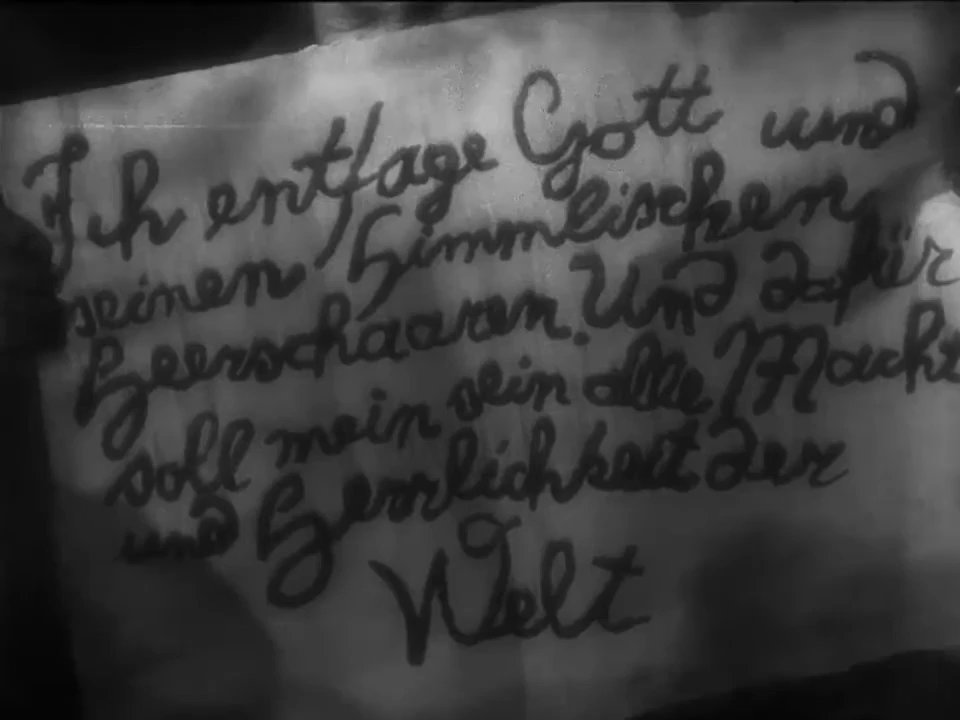 Ich entsage Gott und
seinen himmlischen
Heerschaaren. Und dafür
soll mein sein alle Macht
und Herrlichkeit der
Welt